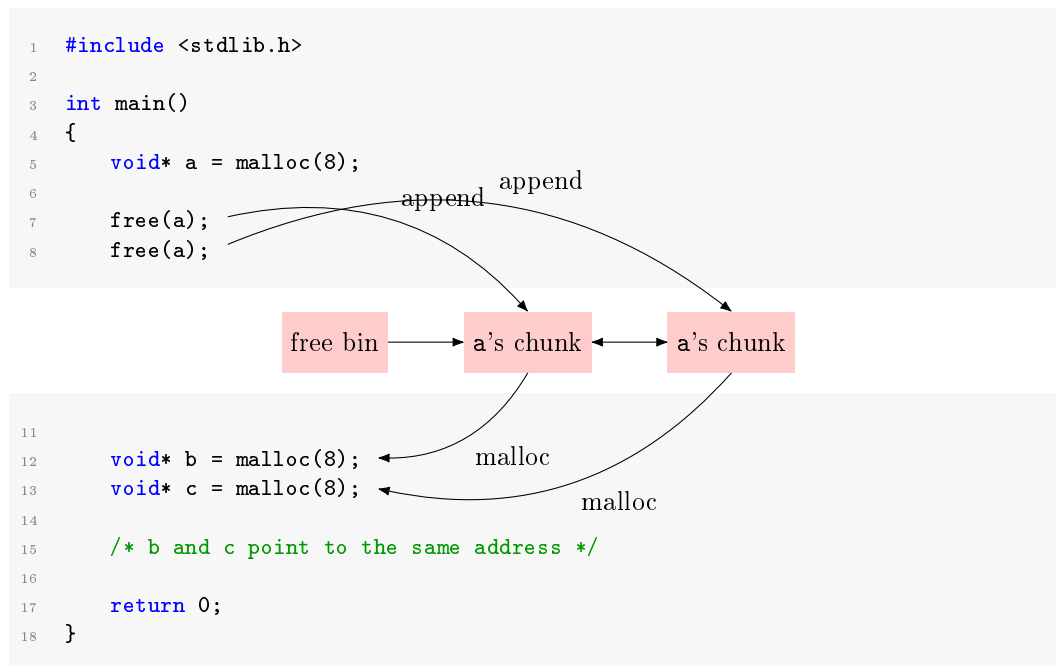 1 #include <stdlib.h>
2
3 int main()
4 {
5 void* a = malloc(8);
6
append
append
7 free(a);
8 free(a);
free bin a's chunk a's chunk
11
12 void* b = malloc(8);
malloc
13 void* c = malloc(8);
malloc
14
15 /* b and c point to the same address */
16
17 return 0;
18 }